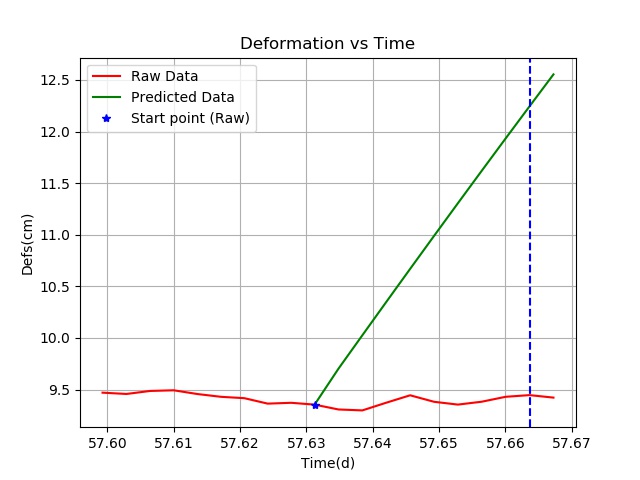 Deformation vs Time
Raw Data
Predicted Data
Start point (Raw)
12.5
12.0
11.5
11.0
10.5
10.0
9.5
Defs(cm)
57.60 57.61 57.62 57.63 57.64 57.65 57.66 57.67
Time(d)